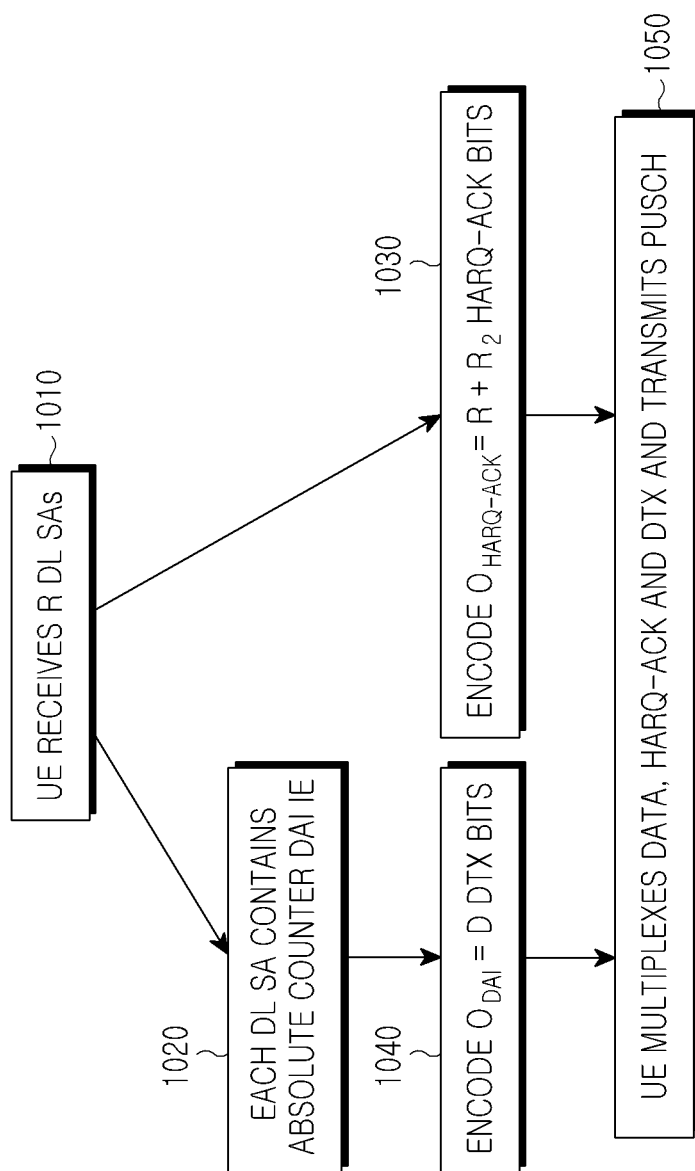 UE RECEIVES R DL SAs
1010
1020
EACH DL SA CONTAINS
ABSOLUTE COUNTER DAI IE
1030
ENCODE O_HARQ-ACK = R + R_2 HARQ-ACK BITS
1040
ENCODE O_DAI = D DTX BITS
UE MULTIPLEXES DATA, HARQ-ACK AND DTX AND TRANSMITS PUSCH
1050